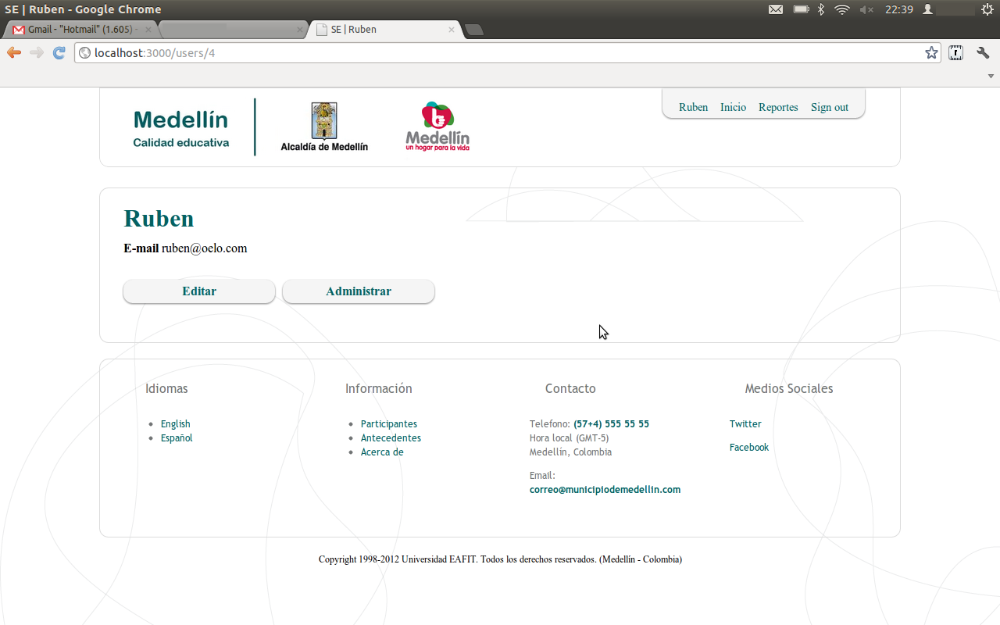 SE | Ruben - Google Chrome
22:39
Gmail - "Hotmail" (1.605) -
SE | Ruben
localhost:3000/users/4
Medellín
Calidad educativa
Alcaldía de Medellín
Medellín
un hogar para la vida
Ruben Inicio Reportes Sign out
Ruben
E-mail ruben@oelo.com
Editar Administrar
Idiomas
English
Español
Información
Participantes
Antecedentes
Acerca de
Contacto
Telefono: (57+4) 555 55 55
Hora local (GMT-5)
Medellín, Colombia
Email:
correo@municipiodemedellin.com
Medios Sociales
Twitter
Facebook
Copyright 1998-2012 Universidad EAFIT. Todos los derechos reservados. (Medellín - Colombia)